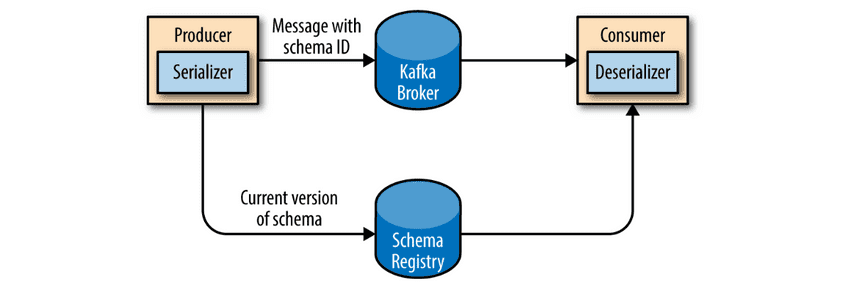 Producer
Serializer
Message with
schema ID
Kafka
Broker
Consumer
Deserializer
Current version
of schema
Schema
Registry